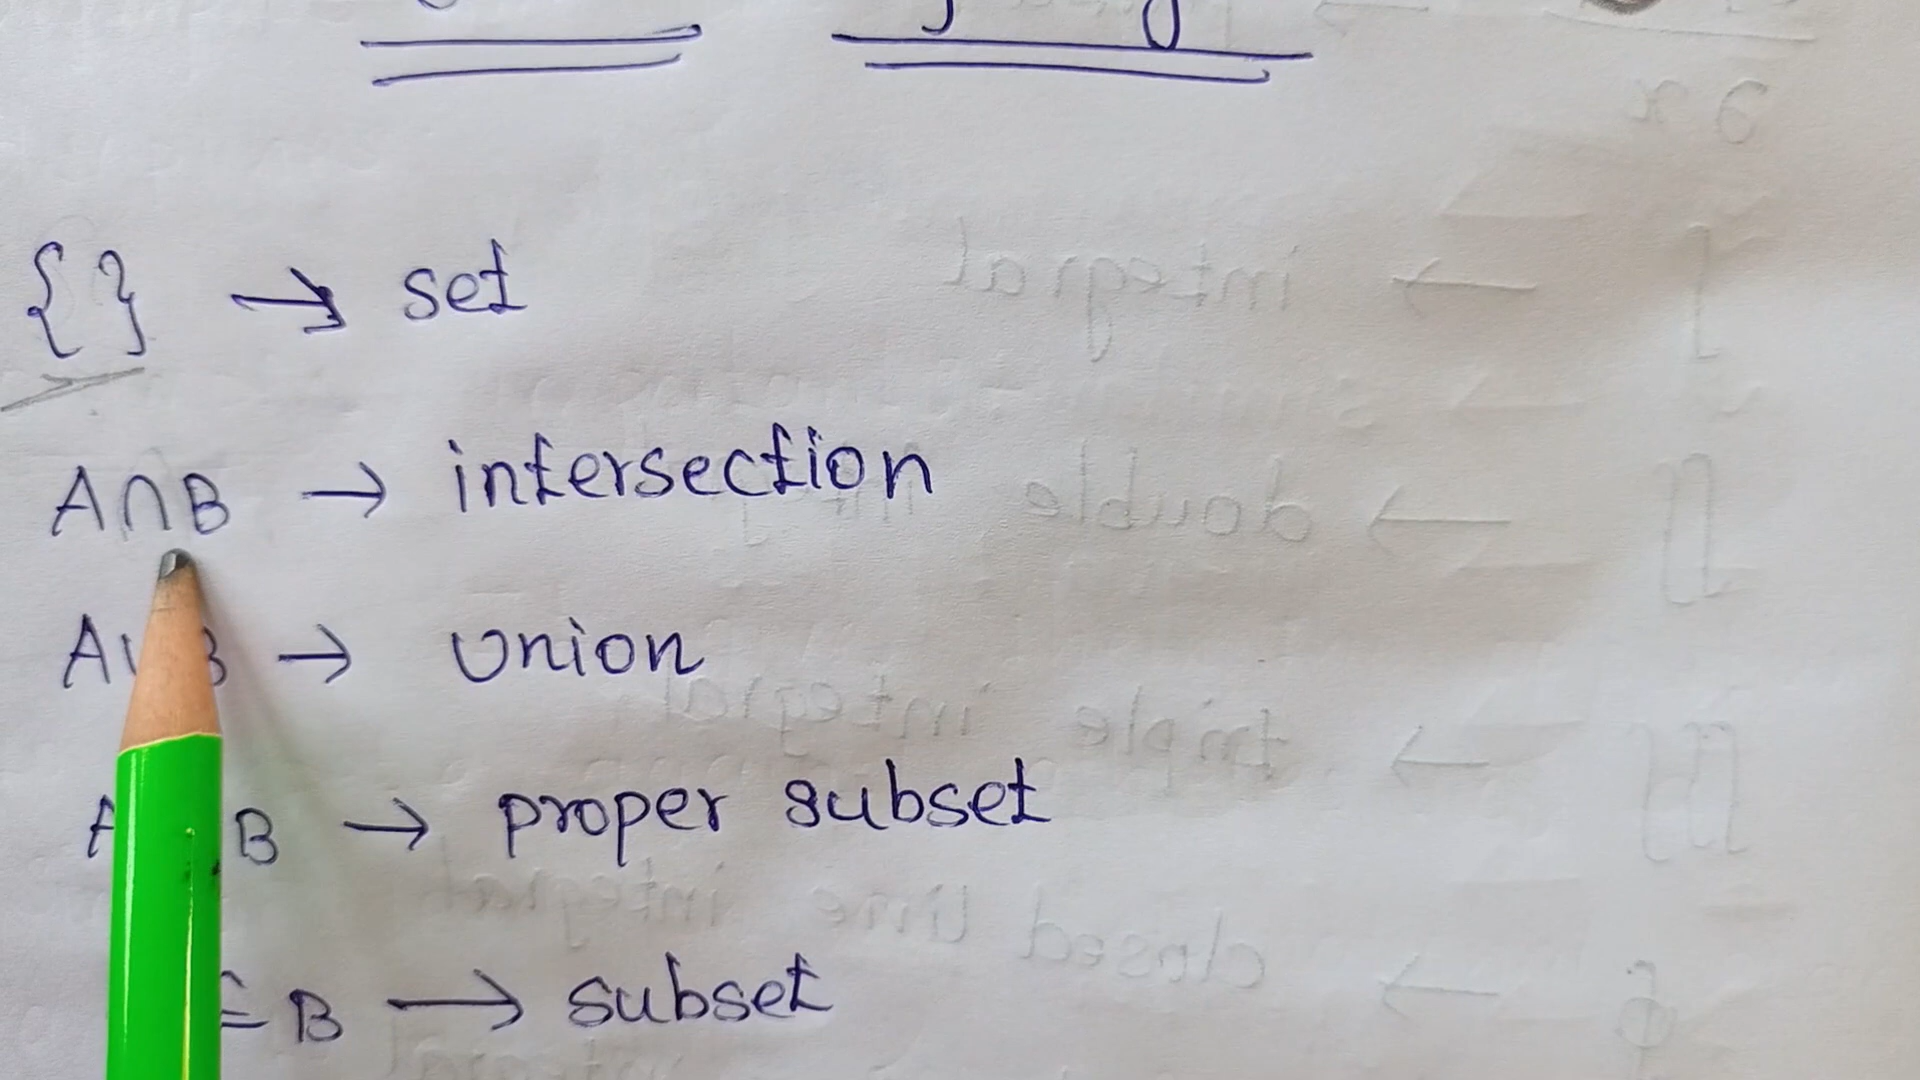 { } → set
A∩B → intersection
A B → Union
A B → proper subset
B → subset